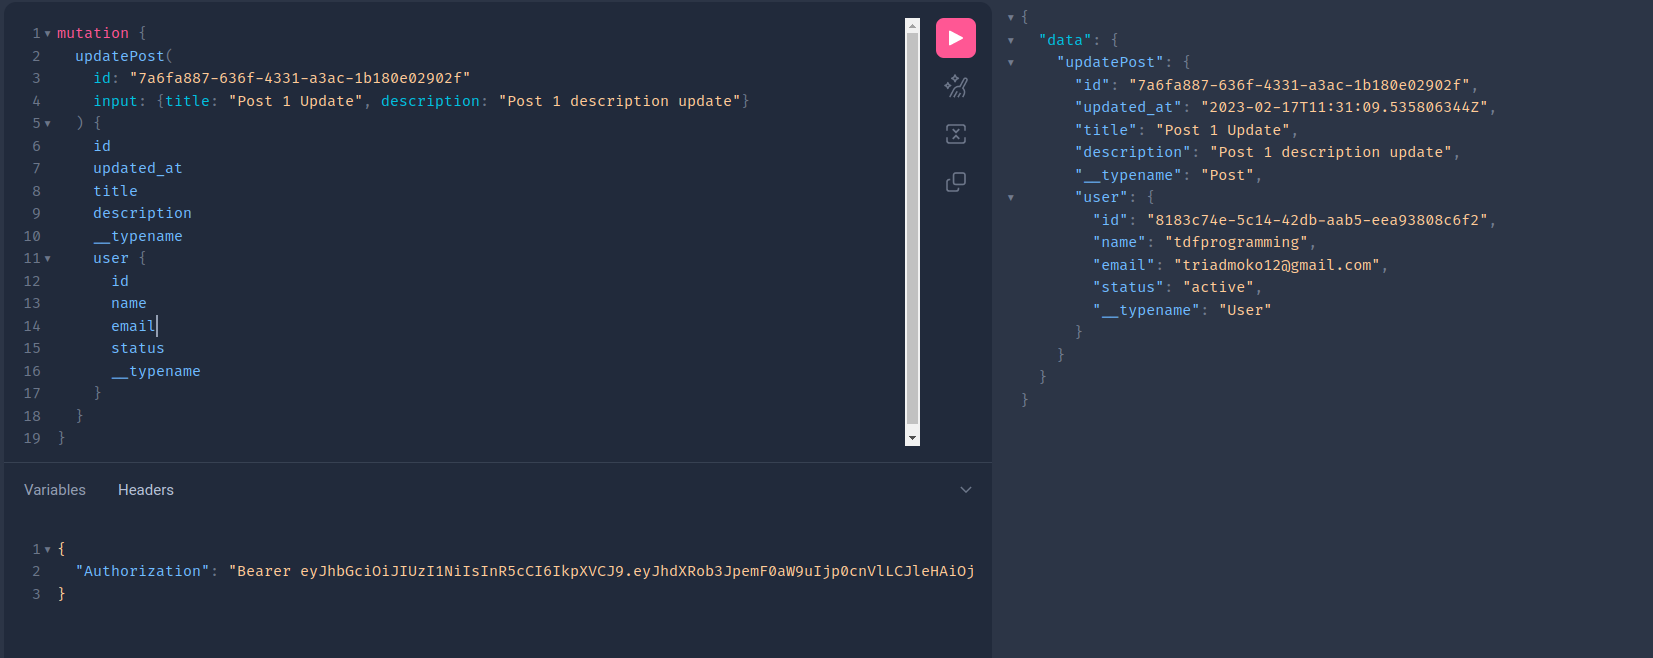 1 mutation {
2 updatePost(
3 id: "7a6fa887-636f-4331-a3ac-1b180e02902f"
4 input: {title: "Post 1 Update", description: "Post 1 description update"}
5 ) {
6 id
7 updated_at
8 title
9 description
10 __typename
11 user {
12 id
13 name
14 email
15 status
16 __typename
17 }
18 }
19 }
Variables Headers
1 {
2 "Authorization": "Bearer eyJhbGciOiJIUzI1NiIsInR5cCI6IkpXVCJ9.eyJhdXRob3JpemF0aW9uIjp0cnVlLCJleHAiOj
3 }
{
"data": {
"updatePost": {
"id": "7a6fa887-636f-4331-a3ac-1b180e02902f",
"updated_at": "2023-02-17T11:31:09.535806344Z",
"title": "Post 1 Update",
"description": "Post 1 description update",
"__typename": "Post",
"user": {
"id": "8183c74e-5c14-42db-aab5-eea93808c6f2",
"name": "tdfprogramming",
"email": "triadmoko12@gmail.com",
"status": "active",
"__typename": "User"
}
}
}
}